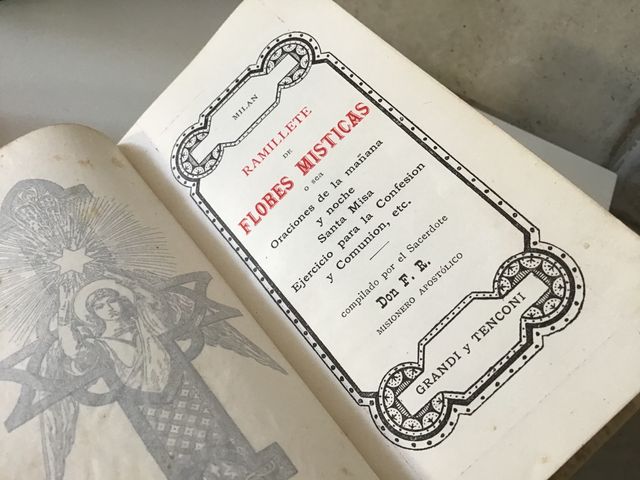 MILAN
RAMILLETE
DE
FLORES MISTICAS
o sea
Oraciones de la mañana
y noche
Santa Misa
Ejercicio para la Confesion
y Comunion, etc.
compilado por el Sacerdote
Don F. R.
MISIONERO APOSTÓLICO
GRANDI y TENCONI